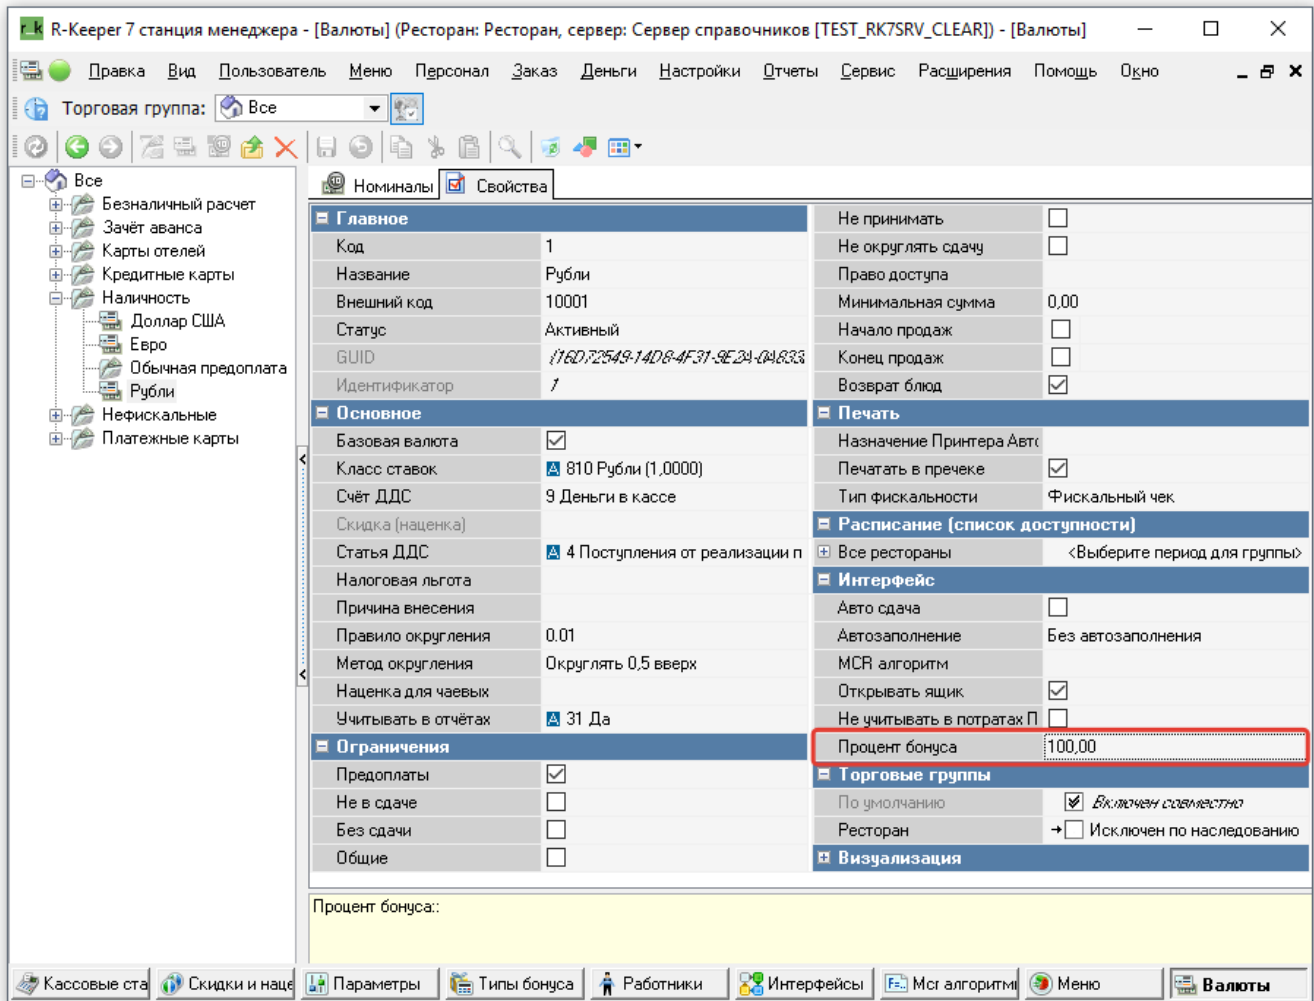 r_k R-Keeper 7 станция менеджера - [Валюты] (Ресторан: Ресторан, сервер: Сервер справочников [TEST_RK7SRV_CLEAR]) - [Валюты]
Правка Вид Пользователь Меню Персонал Заказ Деньги Настройки Отчеты Сервис Расширения Помощь Окно
Торговая группа: Все
Все
Безналичный расчет
Зачёт аванса
Карты отелей
Кредитные карты
Наличность
Доллар США
Евро
Обычная предоплата
Рубли
Нефискальные
Платежные карты
Номиналы Свойства
Главное
Код 1
Название Рубли
Внешний код 10001
Статус Активный
GUID {16D72549-14D8-4F31-9E2A-0A833
Идентификатор 1
Основное
Базовая валюта
Класс ставок A 810 Рубли (1,0000)
Счёт ДДС 9 Деньги в кассе
Скидка (наценка)
Статья ДДС A 4 Поступления от реализации п
Налоговая льгота
Причина внесения
Правило округления 0.01
Метод округления Округлять 0,5 вверх
Наценка для чаевых
Учитывать в отчётах A 31 Да
Ограничения
Предоплаты
Не в сдаче
Без сдачи
Общие
Не принимать
Не округлять сдачу
Право доступа
Минимальная сумма 0,00
Начало продаж
Конец продаж
Возврат блюд
Печать
Назначение Принтера Авто
Печатать в пречеке
Тип фискальности Фискальный чек
Расписание (список доступности)
Все рестораны <Выберите период для группы>
Интерфейс
Авто сдача
Автозаполнение Без автозаполнения
MCR алгоритм
Открывать ящик
Не учитывать в потратах П
Процент бонуса 100,00
Торговые группы
По умолчанию Включен совместно
Ресторан Исключен по наследованию
Визуализация
Процент бонуса::
Кассовые ста Скидки и наце Параметры Типы бонуса Работники Интерфейсы Mcr алгоритмы Меню Валюты